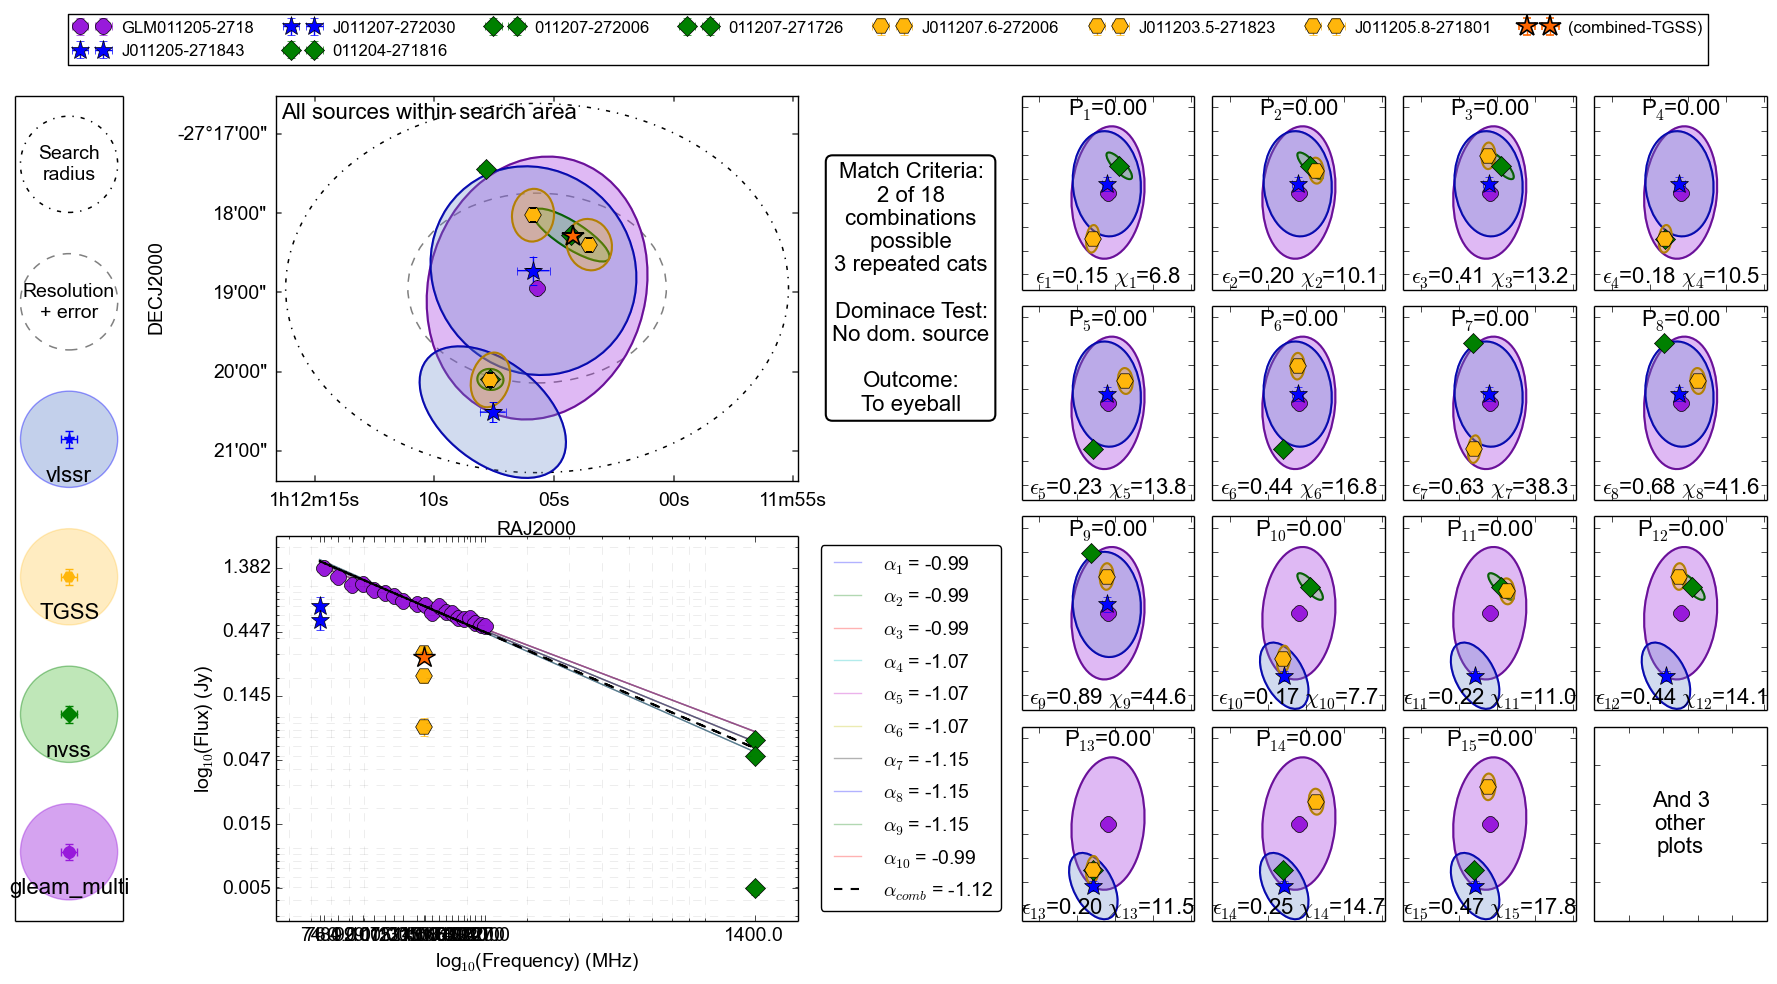 GLM011205-2718
J011207-272030
011207-272006
011207-271726
J011207.6-272006
J011203.5-271823
J011205.8-271801
(combined-TGSS)
J011205-271843
011204-271816
Search
radius
Resolution
+ error
vlssr
TGSS
nvss
gleam_multi
All sources within search area
DECJ2000
-27°17'00"
18'00"
19'00"
20'00"
21'00"
1h12m15s
10s
05s
00s
11m55s
RAJ2000
Match Criteria:
2 of 18
combinations
possible
3 repeated cats
Dominace Test:
No dom. source
Outcome:
To eyeball
log10(Flux) (Jy)
1.382
0.447
0.145
0.047
0.015
0.005
1400.0
log10(Frequency) (MHz)
α1 = -0.99
α2 = -0.99
α3 = -0.99
α4 = -1.07
α5 = -1.07
α6 = -1.07
α7 = -1.15
α8 = -1.15
α9 = -1.15
α10 = -0.99
αcomb = -1.12
P1=0.00
ϵ1=0.15 χ1=6.8
P2=0.00
ϵ2=0.20 χ2=10.1
P3=0.00
ϵ3=0.41 χ3=13.2
P4=0.00
ϵ4=0.18 χ4=10.5
P5=0.00
ϵ5=0.23 χ5=13.8
P6=0.00
ϵ6=0.44 χ6=16.8
P7=0.00
ϵ7=0.63 χ7=38.3
P8=0.00
ϵ8=0.68 χ8=41.6
P9=0.00
ϵ9=0.89 χ9=44.6
P10=0.00
ϵ10=0.17 χ10=7.7
P11=0.00
ϵ11=0.22 χ11=11.0
P12=0.00
ϵ12=0.44 χ12=14.1
P13=0.00
ϵ13=0.20 χ13=11.5
P14=0.00
ϵ14=0.25 χ14=14.7
P15=0.00
ϵ15=0.47 χ15=17.8
And 3
other
plots